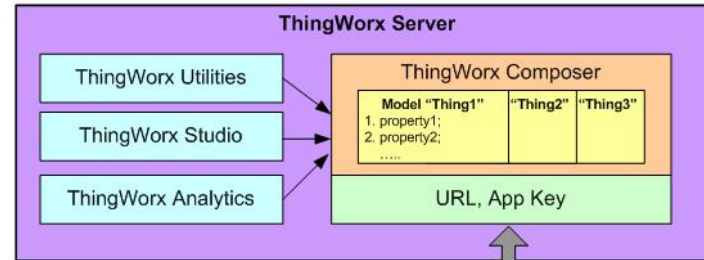 ThingWorx Server
ThingWorx Utilities
ThingWorx Studio
ThingWorx Analytics
ThingWorx Composer
Model “Thing1”
1. property1;
2. property2;
…..
“Thing2”
“Thing3”
URL, App Key